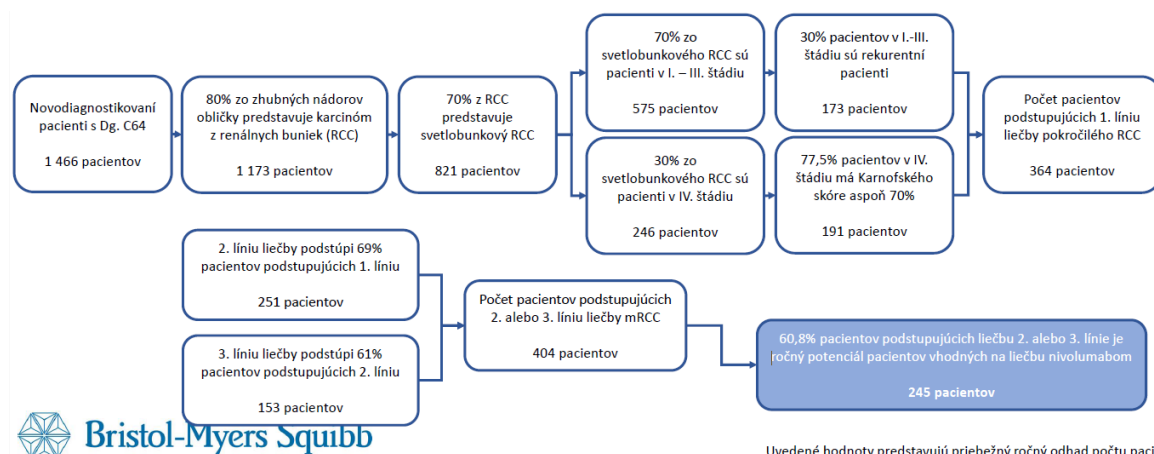 Novodiagnostikovaní
pacienti s Dg. C64
1 466 pacientov
80% zo zhubných nádorov
obličky predstavuje karcinóm
z renálnych buniek (RCC)
1 173 pacientov
70% z RCC
predstavuje
svetlobunkový RCC
821 pacientov
70% zo
svetlobunkového RCC sú
pacienti v I. – III. štádiu
575 pacientov
30% pacientov v I.-III.
štádiu sú rekurentní
pacienti
173 pacientov
30% zo
svetlobunkového RCC sú
pacienti v IV. štádiu
246 pacientov
77,5% pacientov v IV.
štádiu má Karnofského
skóre aspoň 70%
191 pacientov
Počet pacientov
podstupujúcich 1. líniu
liečby pokročilého RCC
364 pacientov
2. líniu liečby podstúpi 69%
pacientov podstupujúcich 1. líniu
251 pacientov
3. líniu liečby podstúpi 61%
pacientov podstupujúcich 2. líniu
153 pacientov
Počet pacientov podstupujúcich
2. alebo 3. líniu liečby mRCC
404 pacientov
60,8% pacientov podstupujúcich liečbu 2. alebo 3. línie je
ročný potenciál pacientov vhodných na liečbu nivolumabom
245 pacientov
Bristol-Myers Squibb
Uvedené hodnoty predstavujú priebežný ročný odhad počtu